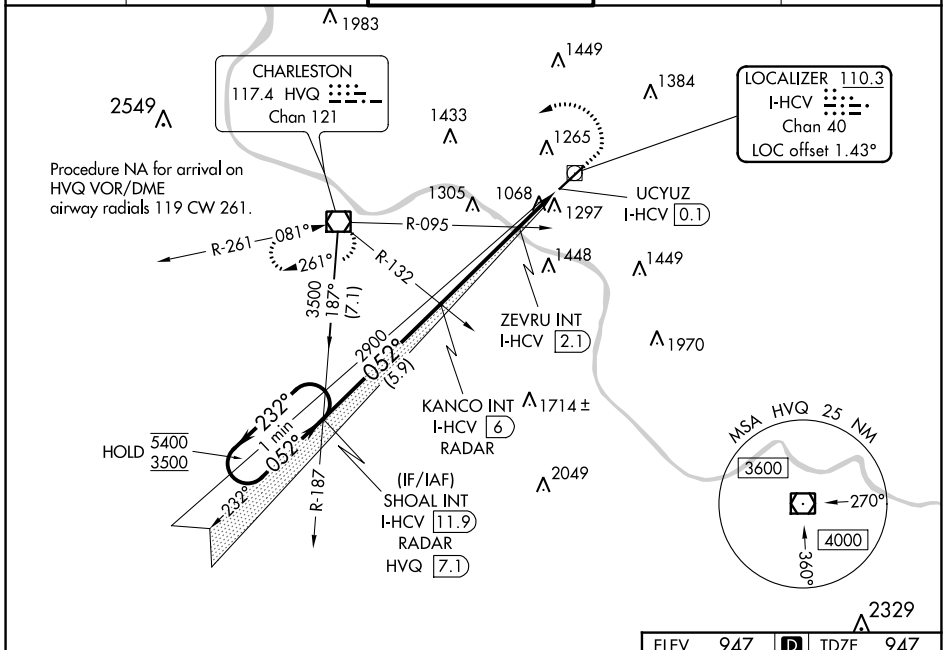 1983
1449
CHARLESTON
117.4 HVQ
Chan 121
LOCALIZER 110.3
I-HCV
Chan 40
LOC offset 1.43°
1384
2549
1433
1265
Procedure NA for arrival on
HVQ VOR/DME
airway radials 119 CW 261.
1305
1068
1297
UCYUZ
I-HCV 0.1
R-261
081°
R-095
261°
R-132
1448
1449
3500
187°
(7.1)
ZEVRU INT
I-HCV 2.1
1970
2900
052°
(5.9)
KANCO INT
I-HCV 6
RADAR
1714 ±
232°
1 min
052°
HOLD 5400
3500
232°
R-187
(IF/IAF)
SHOAL INT
I-HCV 11.9
RADAR
HVQ 7.1
2049
MSA HVQ 25 NM
3600
270°
4000
360°
2329
ELEV 947 D TDZE 947